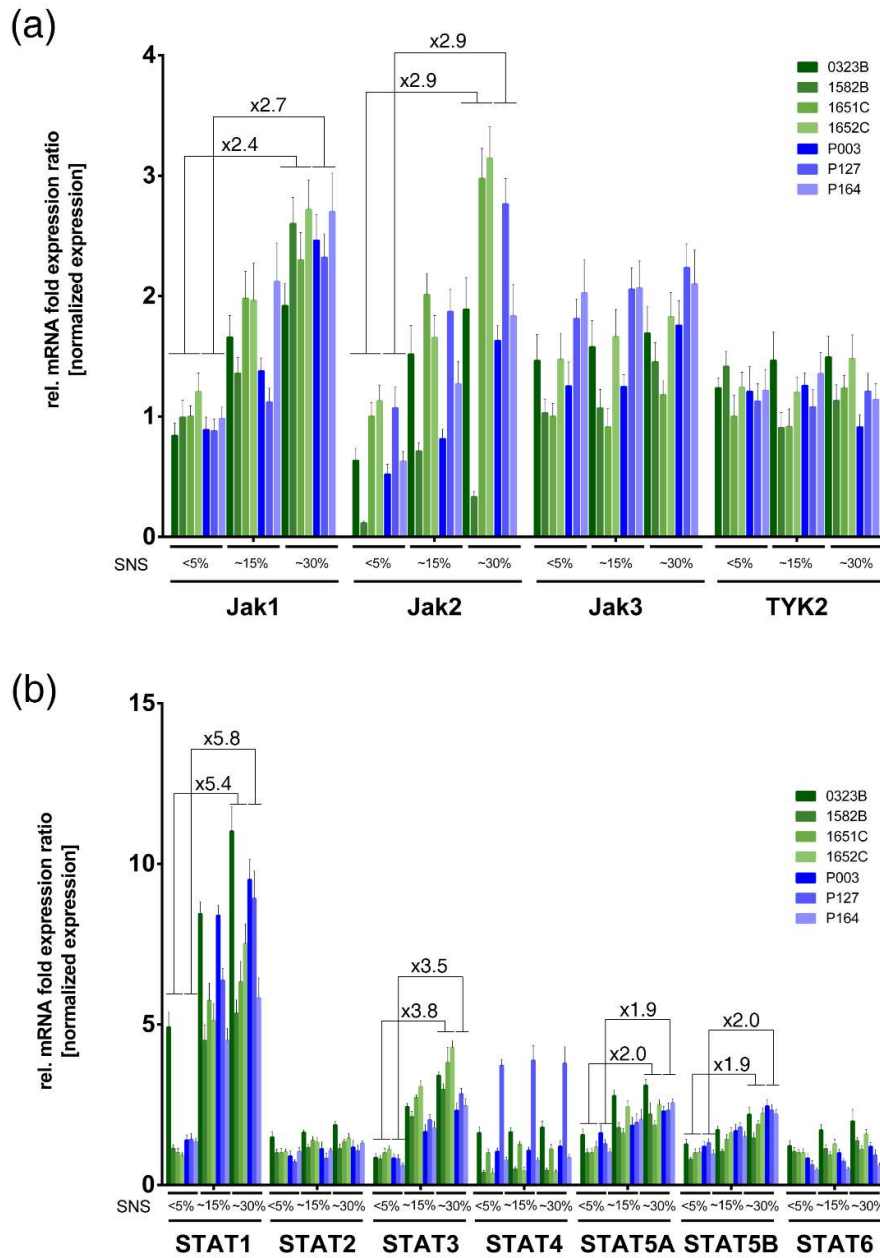 (a)
rel. mRNA fold expression ratio
[normalized expression]
4
3
2
1
0
x2.9
x2.9
x2.7
x2.4
0323B
1582B
1651C
1652C
P003
P127
P164
SNS <5% ~15% ~30% <5% ~15% ~30% <5% ~15% ~30% <5% ~15% ~30%
Jak1 Jak2 Jak3 TYK2
(b)
rel. mRNA fold expression ratio
[normalized expression]
15
10
5
0
x5.8
x5.4
x3.5
x3.8
x1.9
x2.0
x2.0
x1.9
0323B
1582B
1651C
1652C
P003
P127
P164
SNS <5% ~15% ~30% <5% ~15% ~30% <5% ~15% ~30% <5% ~15% ~30% <5% ~15% ~30% <5% ~15% ~30% <5% ~15% ~30%
STAT1 STAT2 STAT3 STAT4 STAT5A STAT5B STAT6